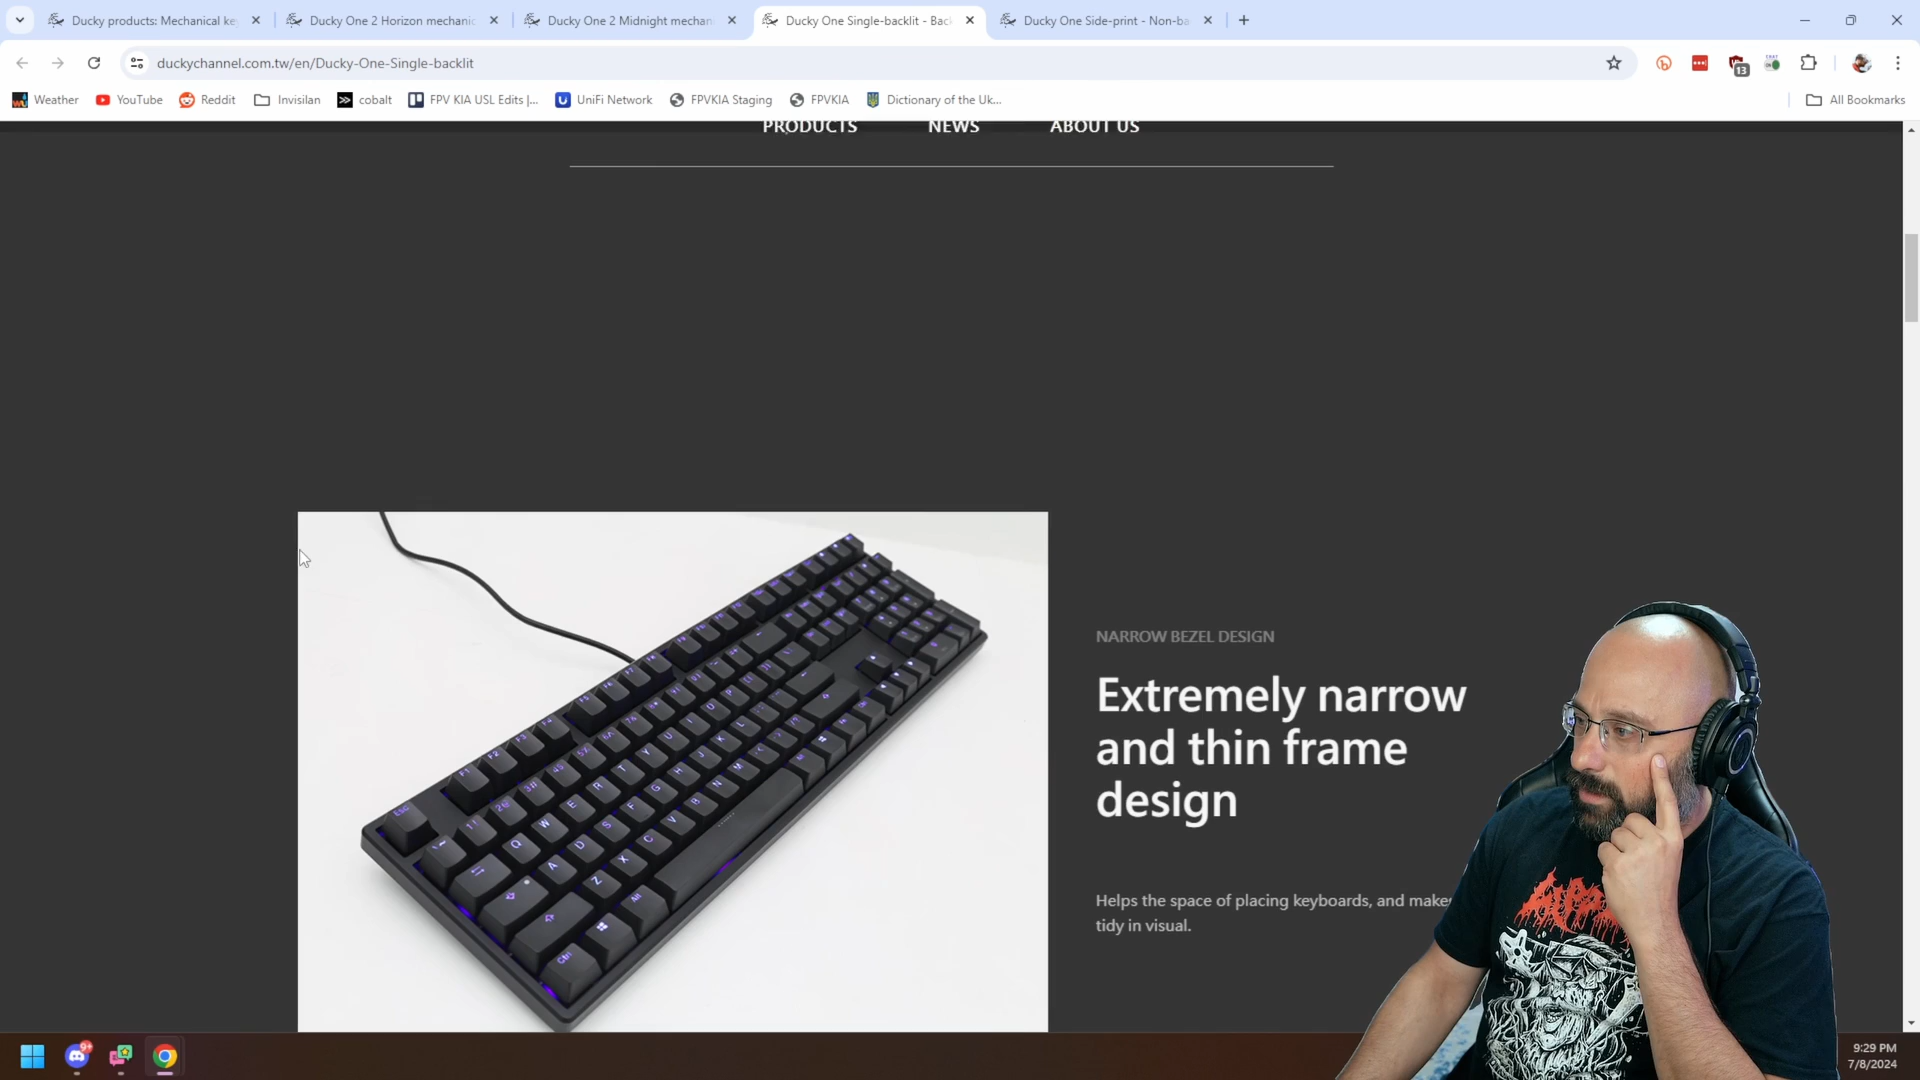 Ducky products: Mechanical ke
Ducky One 2 Horizon mechanic
Ducky One 2 Midnight mechan
Ducky One Single-backlit - Bac
Ducky One Side-print - Non-ba
duckychannel.com.tw/en/Ducky-One-Single-backlit
13
Weather
YouTube
Reddit
Invisilan
cobalt
FPV KIA USL Edits |...
UniFi Network
FPVKIA Staging
FPVKIA
Dictionary of the Uk...
All Bookmarks
PRODUCTS
NEWS
ABOUT US
NARROW BEZEL DESIGN
Extremely narrow
and thin frame
design
Helps the space of placing keyboards, and make
tidy in visual.
9+
9:29 PM
7/8/2024